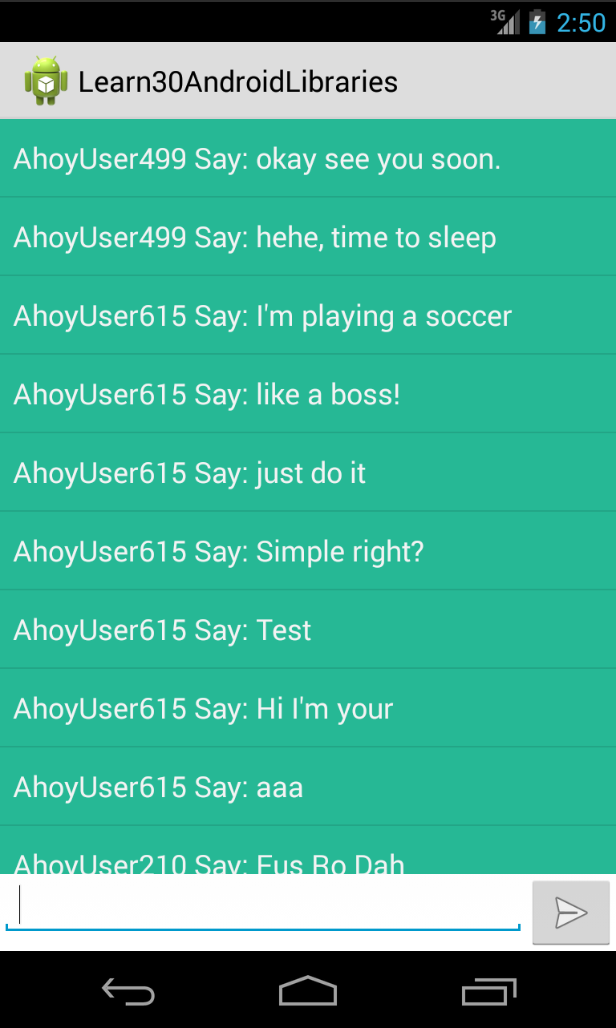 3G 2:50
Learn30AndroidLibraries
AhoyUser499 Say: okay see you soon.
AhoyUser499 Say: hehe, time to sleep
AhoyUser615 Say: I'm playing a soccer
AhoyUser615 Say: like a boss!
AhoyUser615 Say: just do it
AhoyUser615 Say: Simple right?
AhoyUser615 Say: Test
AhoyUser615 Say: Hi I'm your
AhoyUser615 Say: aaa
AhoyUser210 Say: Fus Ro Dah